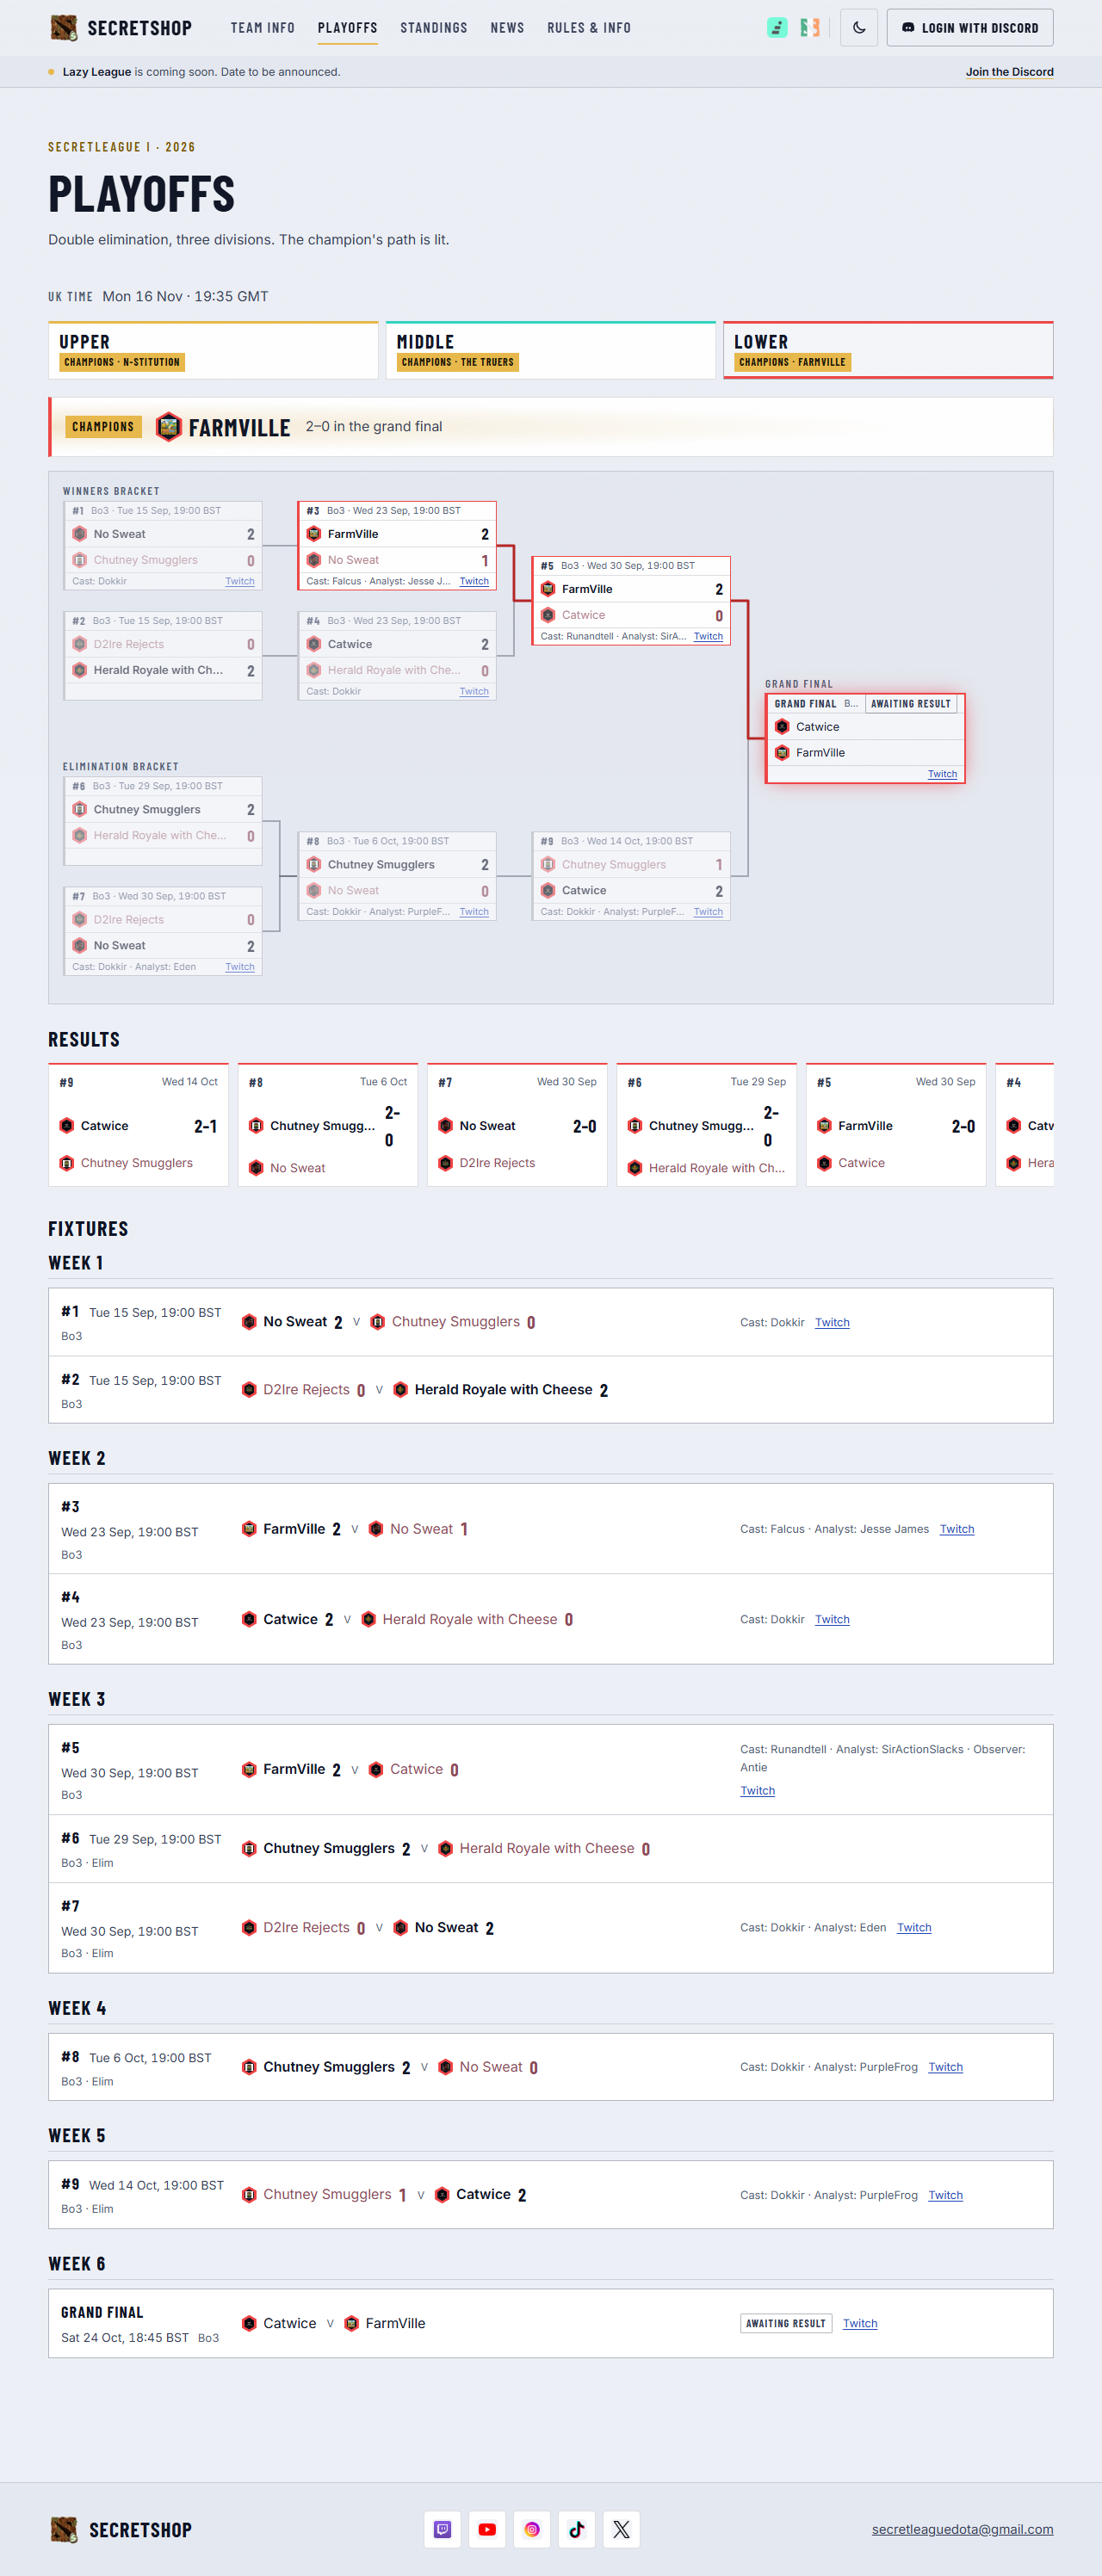 SECRETSHOP
TEAM INFO
PLAYOFFS
STANDINGS
NEWS
RULES & INFO
LOGIN WITH DISCORD
Lazy League is coming soon. Date to be announced.
Join the Discord
SECRETLEAGUE I · 2026
PLAYOFFS
Double elimination, three divisions. The champion's path is lit.
UK TIME Mon 16 Nov · 19:35 GMT
UPPER
CHAMPIONS · N-STITUTION
MIDDLE
CHAMPIONS · THE TRUERS
LOWER
CHAMPIONS · FARMVILLE
CHAMPIONS FARMVILLE 2–0 in the grand final
WINNERS BRACKET
#1 Bo3 · Tue 15 Sep, 19:00 BST
No Sweat 2
Chutney Smugglers 0
Cast: Dokkir Twitch
#2 Bo3 · Tue 15 Sep, 19:00 BST
D2Ire Rejects 0
Herald Royale with Ch... 2
#3 Bo3 · Wed 23 Sep, 19:00 BST
FarmVille 2
No Sweat 1
Cast: Falcus · Analyst: Jesse J... Twitch
#4 Bo3 · Wed 23 Sep, 19:00 BST
Catwice 2
Herald Royale with Che... 0
Cast: Dokkir Twitch
#5 Bo3 · Wed 30 Sep, 19:00 BST
FarmVille 2
Catwice 0
Cast: Runandtell · Analyst: SirA... Twitch
GRAND FINAL
GRAND FINAL B... AWAITING RESULT
Catwice
FarmVille
Twitch
ELIMINATION BRACKET
#6 Bo3 · Tue 29 Sep, 19:00 BST
Chutney Smugglers 2
Herald Royale with Che... 0
#7 Bo3 · Wed 30 Sep, 19:00 BST
D2Ire Rejects 0
No Sweat 2
Cast: Dokkir · Analyst: Eden Twitch
#8 Bo3 · Tue 6 Oct, 19:00 BST
Chutney Smugglers 2
No Sweat 0
Cast: Dokkir · Analyst: PurpleF... Twitch
#9 Bo3 · Wed 14 Oct, 19:00 BST
Chutney Smugglers 1
Catwice 2
Cast: Dokkir · Analyst: PurpleF... Twitch
RESULTS
#9 Wed 14 Oct
Catwice 2-1
Chutney Smugglers
#8 Tue 6 Oct
Chutney Smugg... 2-0
No Sweat
#7 Wed 30 Sep
No Sweat 2-0
D2Ire Rejects
#6 Tue 29 Sep
Chutney Smugg... 2-0
Herald Royale with Ch...
#5 Wed 30 Sep
FarmVille 2-0
Catwice
#4
Catw
Hera
FIXTURES
WEEK 1
#1 Tue 15 Sep, 19:00 BST
Bo3
No Sweat 2 V Chutney Smugglers 0
Cast: Dokkir Twitch
#2 Tue 15 Sep, 19:00 BST
Bo3
D2Ire Rejects 0 V Herald Royale with Cheese 2
WEEK 2
#3
Wed 23 Sep, 19:00 BST
Bo3
FarmVille 2 V No Sweat 1
Cast: Falcus · Analyst: Jesse James Twitch
#4
Wed 23 Sep, 19:00 BST
Bo3
Catwice 2 V Herald Royale with Cheese 0
Cast: Dokkir Twitch
WEEK 3
#5
Wed 30 Sep, 19:00 BST
Bo3
FarmVille 2 V Catwice 0
Cast: Runandtell · Analyst: SirActionSlacks · Observer:
Antie
Twitch
#6 Tue 29 Sep, 19:00 BST
Bo3 · Elim
Chutney Smugglers 2 V Herald Royale with Cheese 0
#7
Wed 30 Sep, 19:00 BST
Bo3 · Elim
D2Ire Rejects 0 V No Sweat 2
Cast: Dokkir · Analyst: Eden Twitch
WEEK 4
#8 Tue 6 Oct, 19:00 BST
Bo3 · Elim
Chutney Smugglers 2 V No Sweat 0
Cast: Dokkir · Analyst: PurpleFrog Twitch
WEEK 5
#9 Wed 14 Oct, 19:00 BST
Bo3 · Elim
Chutney Smugglers 1 V Catwice 2
Cast: Dokkir · Analyst: PurpleFrog Twitch
WEEK 6
GRAND FINAL
Sat 24 Oct, 18:45 BST Bo3
Catwice V FarmVille
AWAITING RESULT Twitch
SECRETSHOP
secretleaguedota@gmail.com